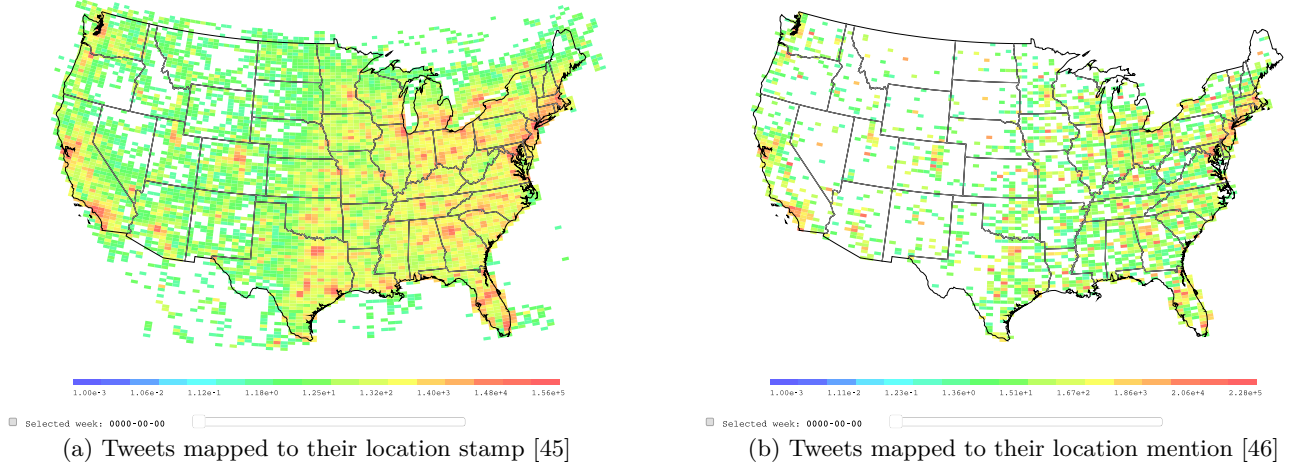 1.00e-3 1.06e-2 1.12e-1 1.18e+0 1.25e+1 1.32e+2 1.40e+3 1.48e+4 1.56e+5
Selected week: 0000-00-00
(a) Tweets mapped to their location stamp [45]
1.00e-3 1.11e-2 1.23e-1 1.36e+0 1.51e+1 1.67e+2 1.86e+3 2.06e+4 2.28e+5
Selected week: 0000-00-00
(b) Tweets mapped to their location mention [46]